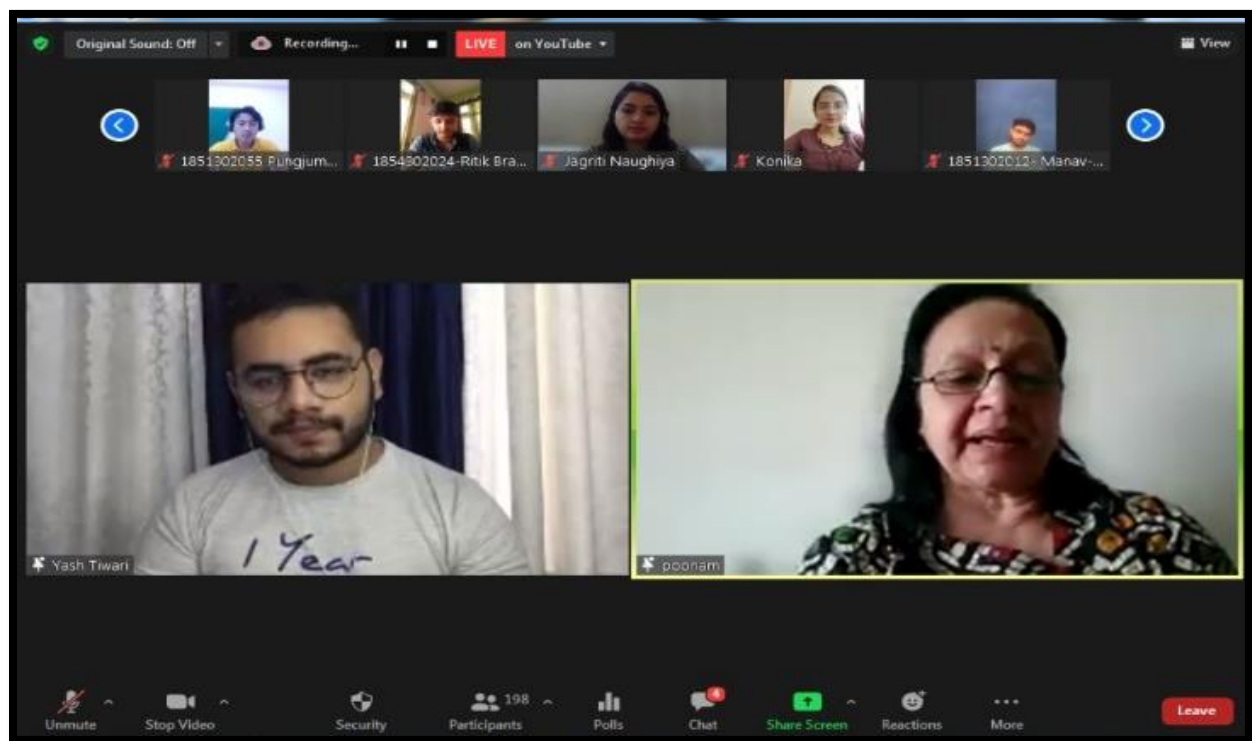 Original Sound: Off
Recording...
LIVE on YouTube
View
1851302055 Pungjum...
1854302024-Ritik Bra...
Jagriti Naughiya
Konika
1851302012- Manav-...
1 Year
Yash Tiwari
poonam
198
4
Unmute
Stop Video
Security
Participants
Polls
Chat
Share Screen
Reactions
More
Leave